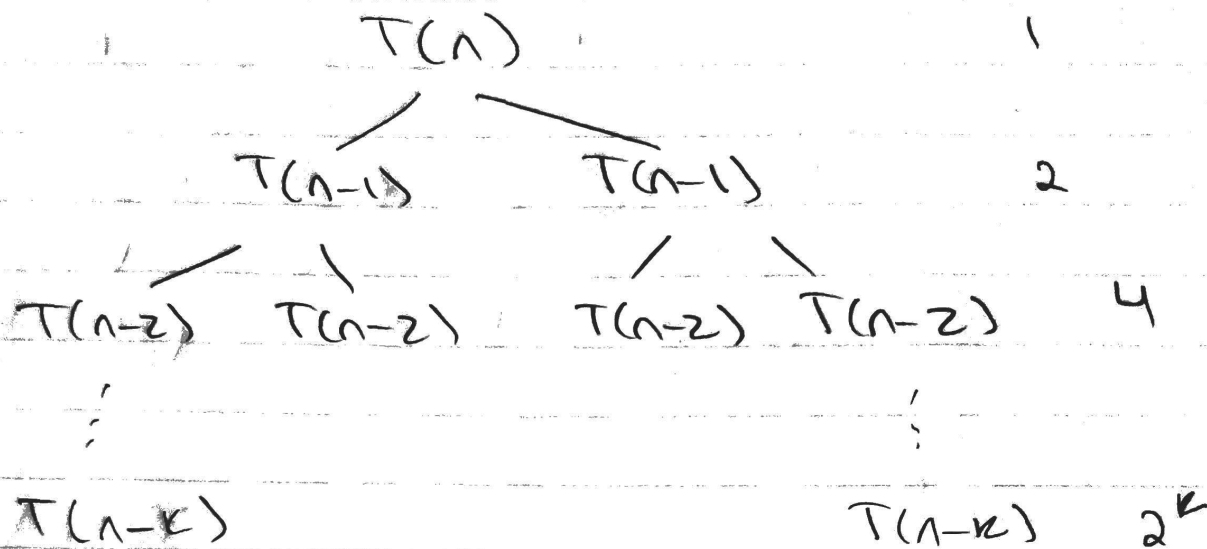 T(n) 1
T(n-1) T(n-1) 2
T(n-2) T(n-2) T(n-2) T(n-2) 4
⋮ ⋮
T(n-k) T(n-k) 2^k